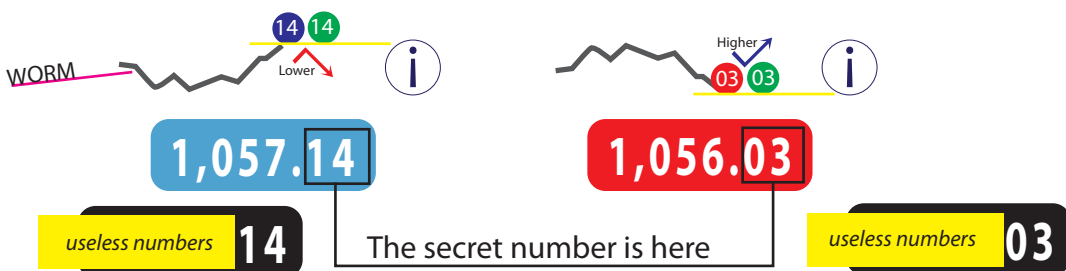 14 14
Lower
WORM
i
Higher
03 03
i
1,057.14
1,056.03
useless numbers 14
The secret number is here
useless numbers 03